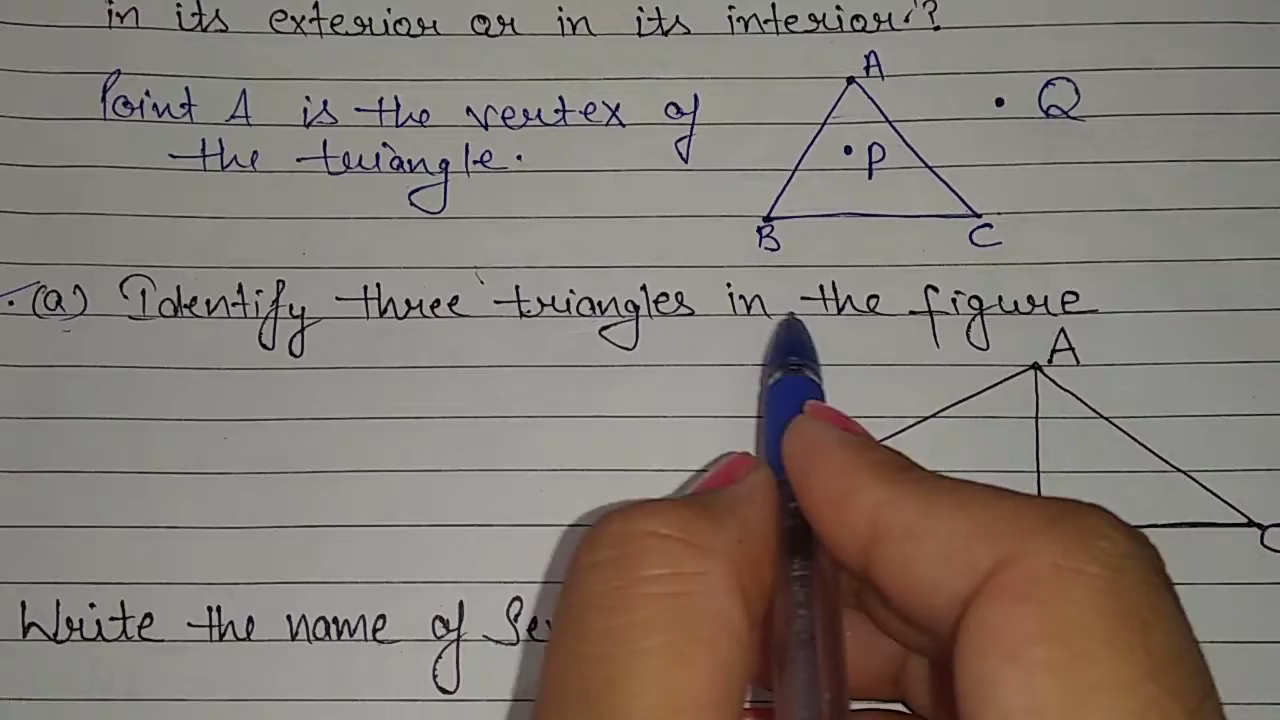 in its exterior or in its interior?
Point A is the vertex of
the triangle.
A
Q
P
B
C
(a) Identify three triangles in the figure
A
C
Write the name of